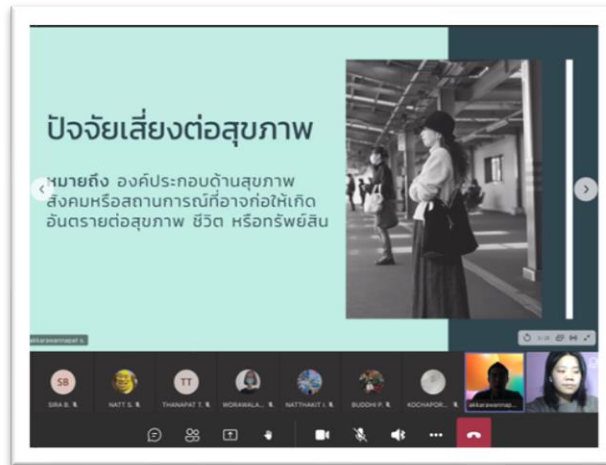 ปัจจัยเสี่ยงต่อสุขภาพ
หมายถึง องค์ประกอบด้านสุขภาพ
สังคมหรือสถานการณ์ที่อาจก่อให้เกิด
อันตรายต่อสุขภาพ ชีวิต หรือทรัพย์สิน
akkarawannapat s.
SB
TT
SIRA B.
NATT S.
THANAPAT T.
WORAWALA...
NATTHAKIT I.
BUDDHI P.
KOCHAPOR...
akkarawannap...